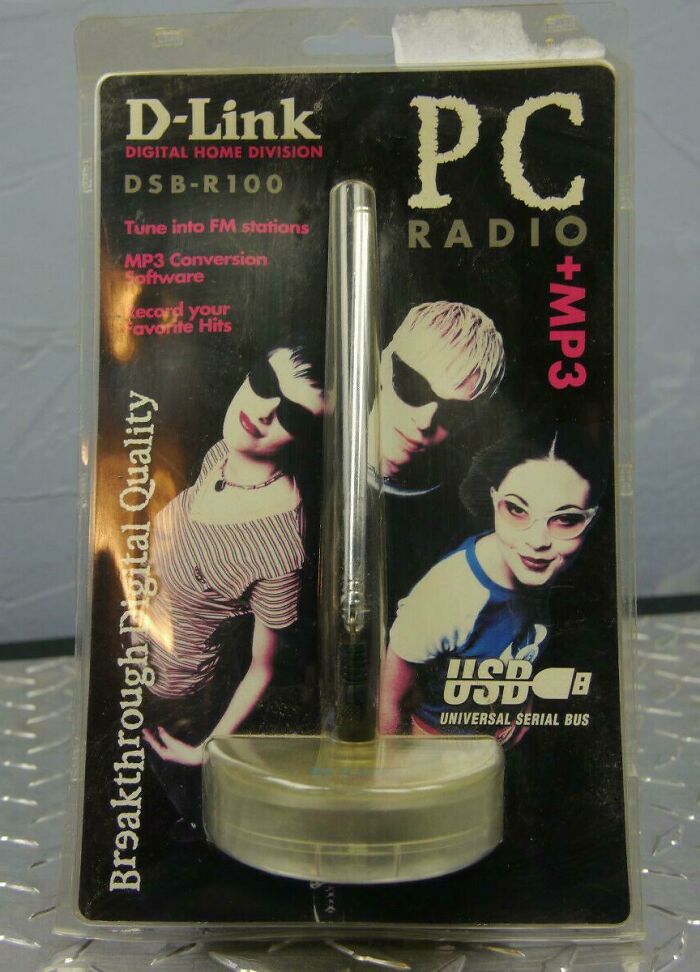 D-Link®
DIGITAL HOME DIVISION
DSB-R100
Tune into FM stations
MP3 Conversion
Software
Record your
Favorite Hits
PC
RADIO
+MP3
Breakthrough Digital Quality
USB
UNIVERSAL SERIAL BUS